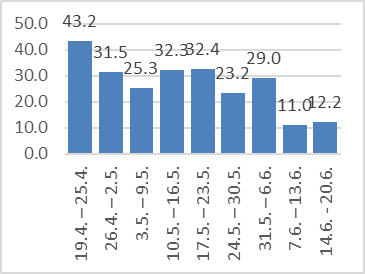 50.0
40.0
30.0
20.0
10.0
0.0
43.2
31.5
25.3
32.3
32.4
23.2
29.0
11.0
12.2
19.4. – 25.4.
26.4. – 2.5.
3.5. – 9.5.
10.5. – 16.5.
17.5. – 23.5.
24.5. – 30.5.
31.5. – 6.6.
7.6. – 13.6.
14.6. - 20.6.